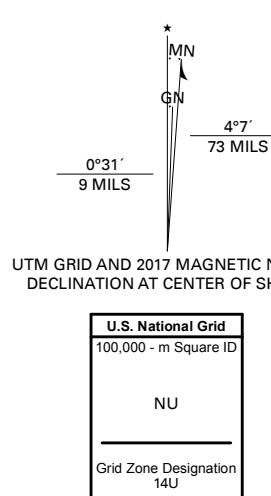 ★
MN
GN
4°7´
73 MILS
0°31´
9 MILS
UTM GRID AND 2017 MAGNETIC N
DECLINATION AT CENTER OF SH
U.S. National Grid
100,000 - m Square ID
NU
Grid Zone Designation
14U